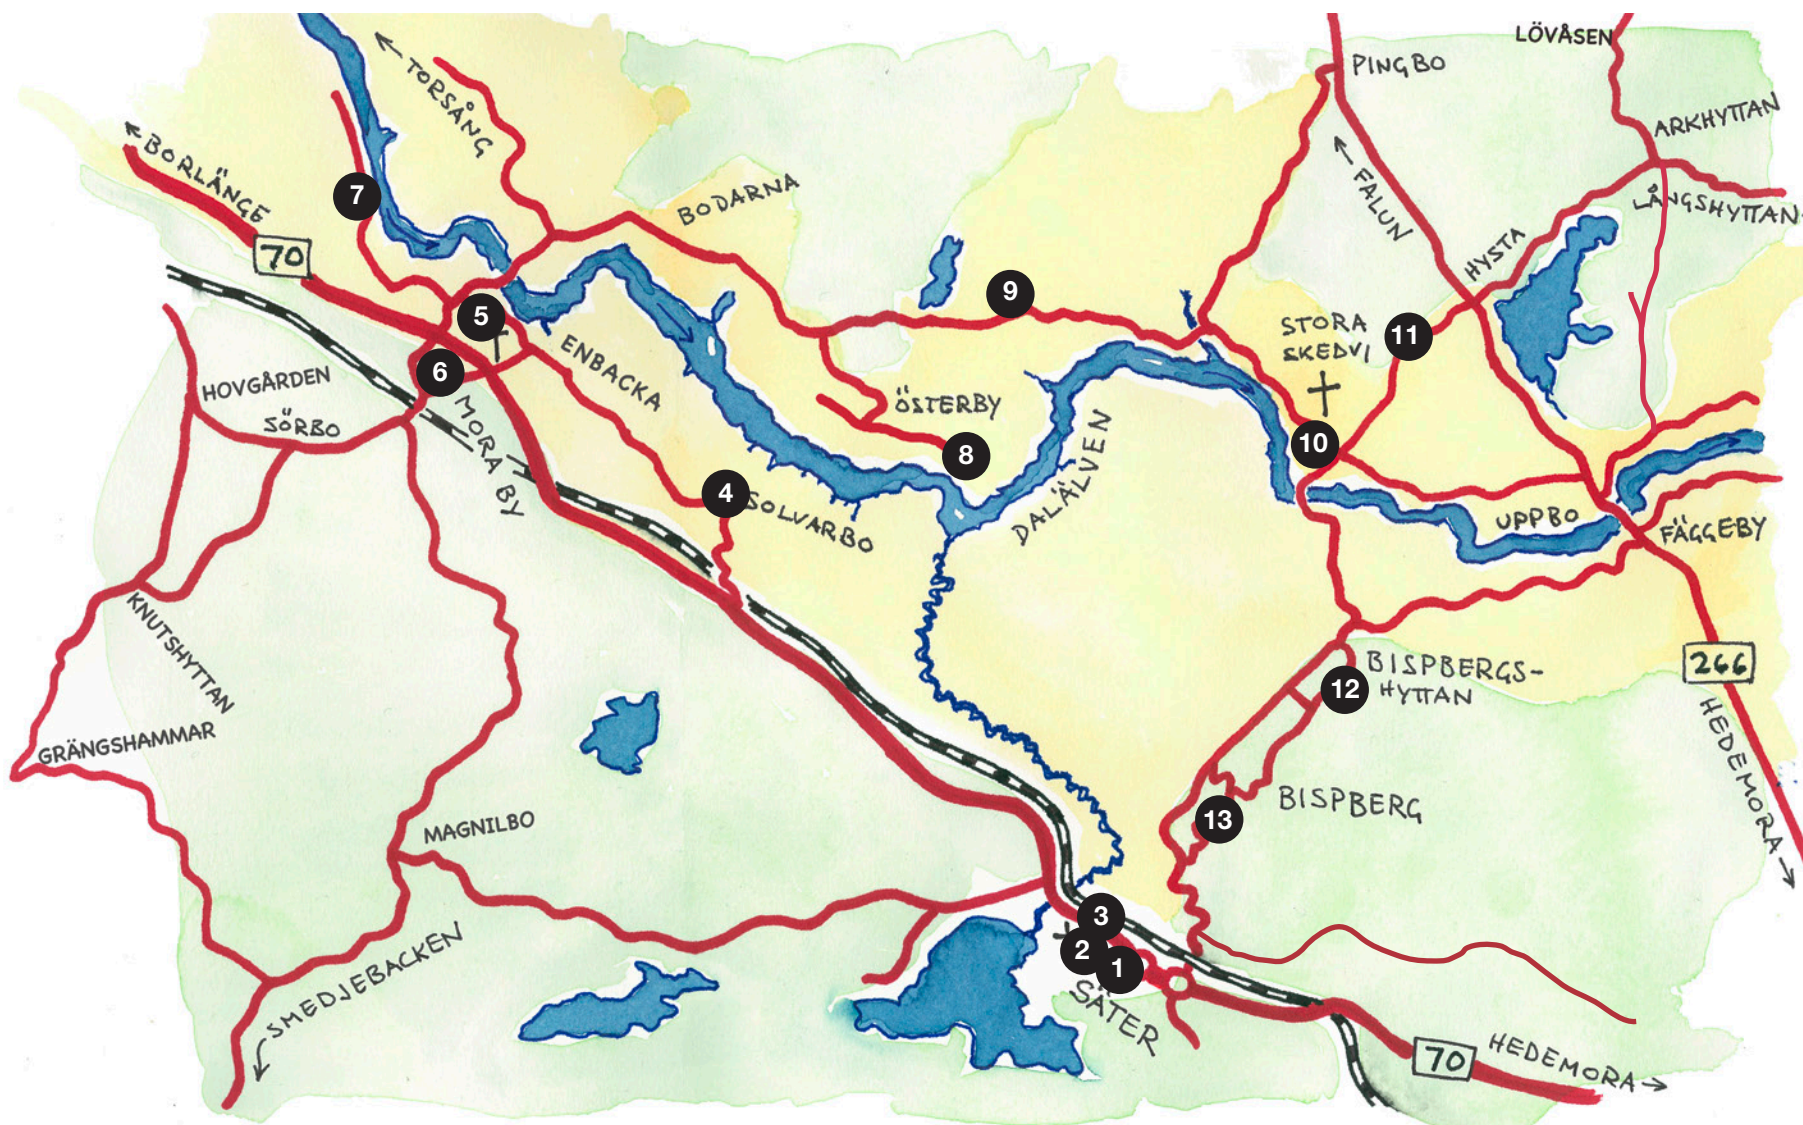 LÖVÅSEN
PINGBO
TORSÅNG
ARKHYTTAN
BORLÄNGE
7
BODARNA
FALUN
LÅNGSHYTTAN
70
HYSTA
9
5
STORA
SKEDVI
11
ENBACKA
6
HOVGÅRDEN
SÖRBO
MORA BY
ÖSTERBY
8
10
DALÄLVEN
4
SOLVARBO
UPPBO
FÄGGEBY
KNUTSHYTTAN
BISPBERGS-
HYTTAN
12
266
GRÄNGSHAMMAR
HEDEMORA
BISPBERG
13
MAGNILBO
3
2
1
SÄTER
SMEDJEBACKEN
70
HEDEMORA